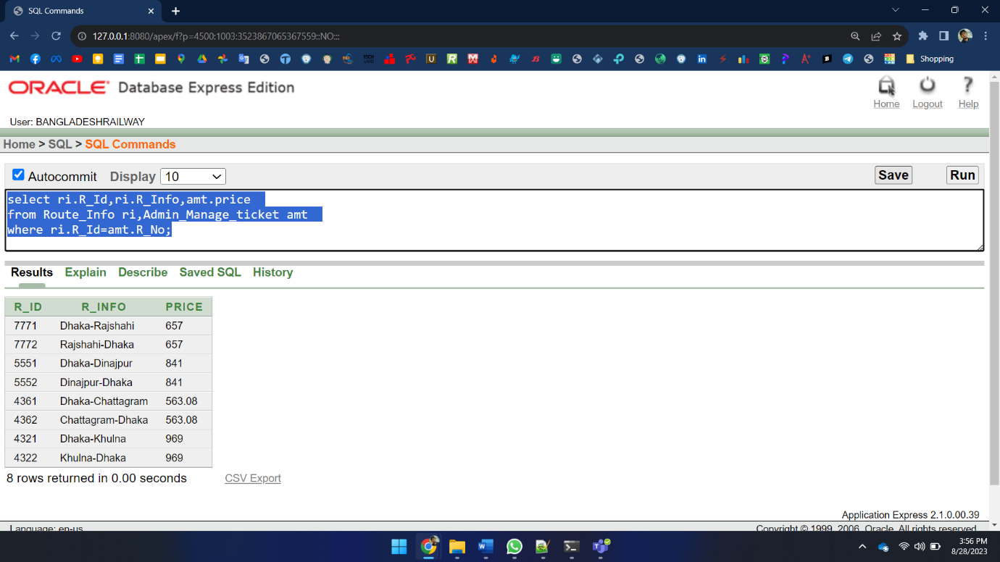 SQL Commands
127.0.0.1:8080/apex/f?p=4500:1003:3523867065367559::NO:::
Shopping
ORACLE Database Express Edition
Home Logout Help
User: BANGLADESHRAILWAY
Home > SQL > SQL Commands
Autocommit Display 10 Save Run
select ri.R_Id,ri.R_Info,amt.price
from Route_Info ri,Admin_Manage_ticket amt
where ri.R_Id=amt.R_No;
Results Explain Describe Saved SQL History
R_ID R_INFO PRICE
7771 Dhaka-Rajshahi 657
7772 Rajshahi-Dhaka 657
5551 Dhaka-Dinajpur 841
5552 Dinajpur-Dhaka 841
4361 Dhaka-Chattagram 563.08
4362 Chattagram-Dhaka 563.08
4321 Dhaka-Khulna 969
4322 Khulna-Dhaka 969
8 rows returned in 0.00 seconds CSV Export
Application Express 2.1.0.00.39
Language: en-us Copyright © 1999, 2006, Oracle. All rights reserved.
3:56 PM
8/28/2023